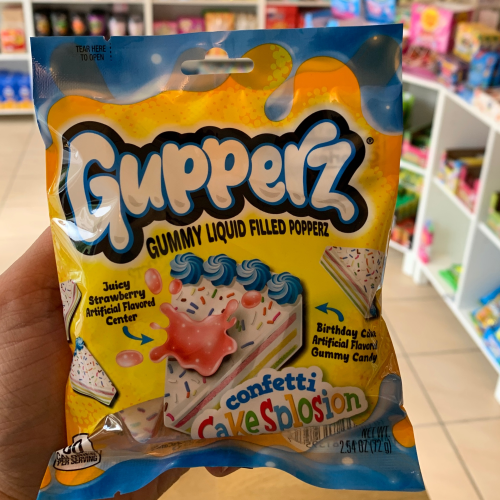 TEAR HERE
TO OPEN
Gupperz®
GUMMY LIQUID FILLED POPPERZ
Juicy
Strawberry
Artificial Flavored
Center
Birthday Cake
Artificial Flavored
Gummy Candy
confetti
CakeSplosion
PER SERVING
NET WT.
2.54 OZ (72 g)